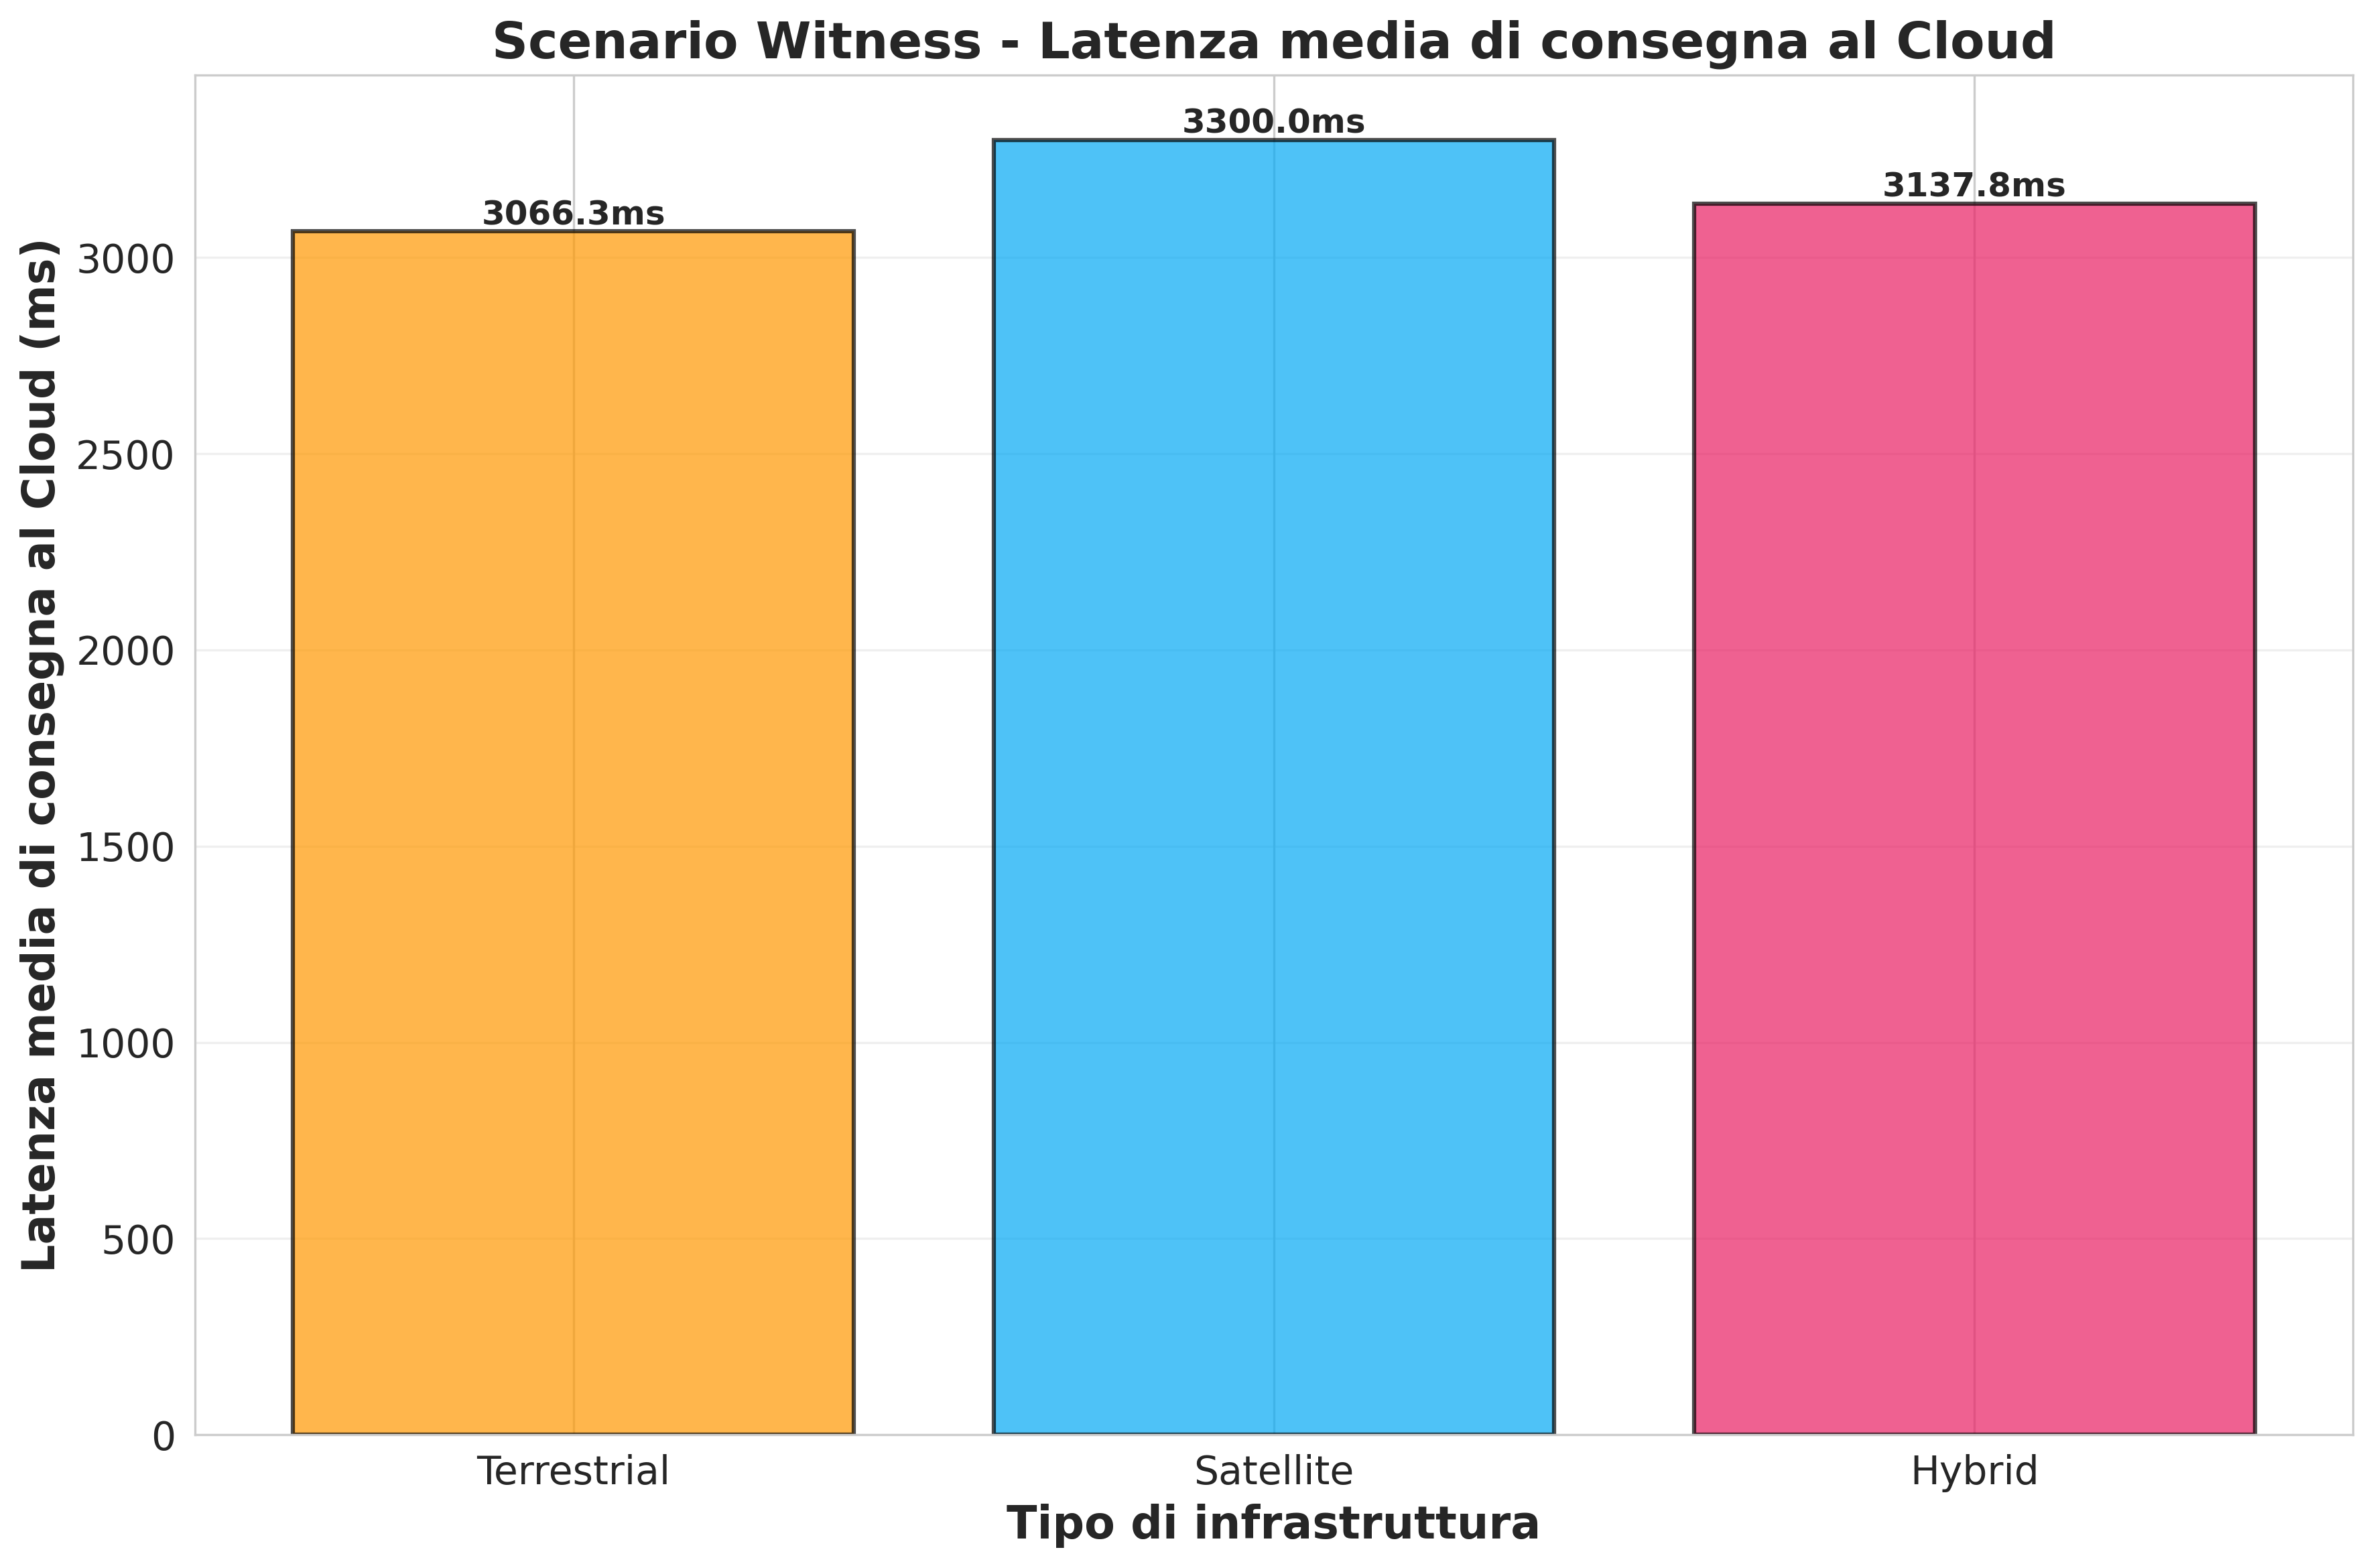 Scenario Witness - Latenza media di consegna al Cloud
Latenza media di consegna al Cloud (ms)
3000
2500
2000
1500
1000
500
0
3066.3ms
3300.0ms
3137.8ms
Terrestrial
Satellite
Hybrid
Tipo di infrastruttura